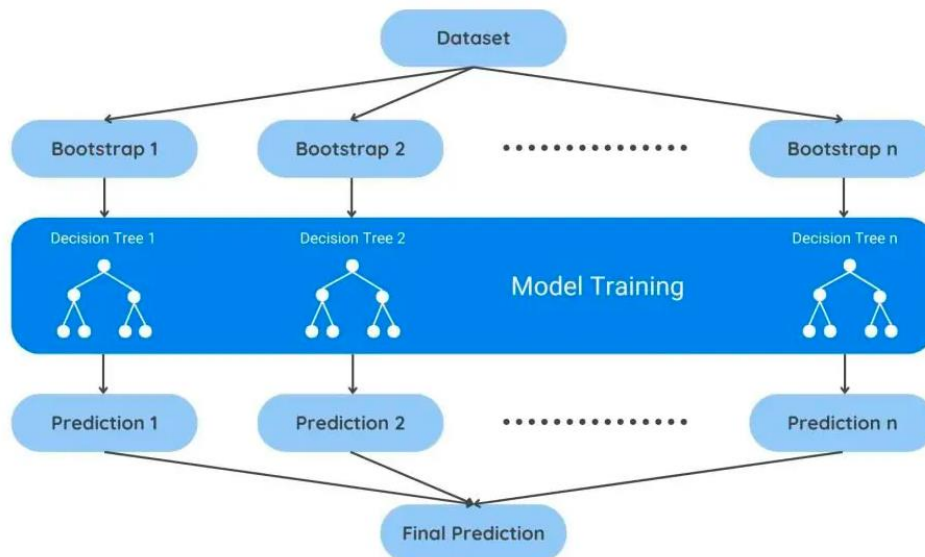 Dataset
Bootstrap 1
Bootstrap 2
Bootstrap n
Decision Tree 1
Decision Tree 2
Decision Tree n
Model Training
Prediction 1
Prediction 2
Prediction n
Final Prediction